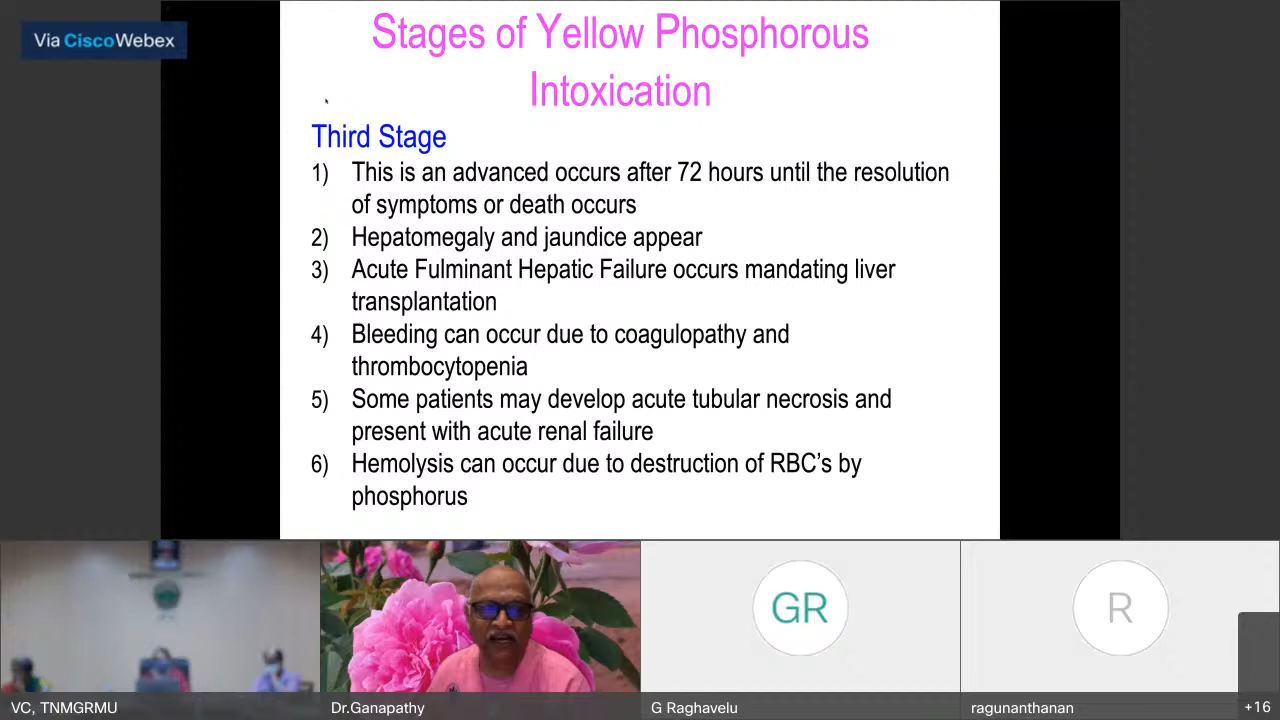 Via Cisco Webex
Stages of Yellow Phosphorous
Intoxication
Third Stage
1) This is an advanced occurs after 72 hours until the resolution
of symptoms or death occurs
2) Hepatomegaly and jaundice appear
3) Acute Fulminant Hepatic Failure occurs mandating liver
transplantation
4) Bleeding can occur due to coagulopathy and
thrombocytopenia
5) Some patients may develop acute tubular necrosis and
present with acute renal failure
6) Hemolysis can occur due to destruction of RBC's by
phosphorus
GR
R
VC, TNMGRMU
Dr.Ganapathy
G Raghavelu
ragunanthanan
+16